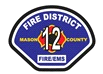 FIRE DISTRICT
MASON COUNTY
12
FIRE/EMS